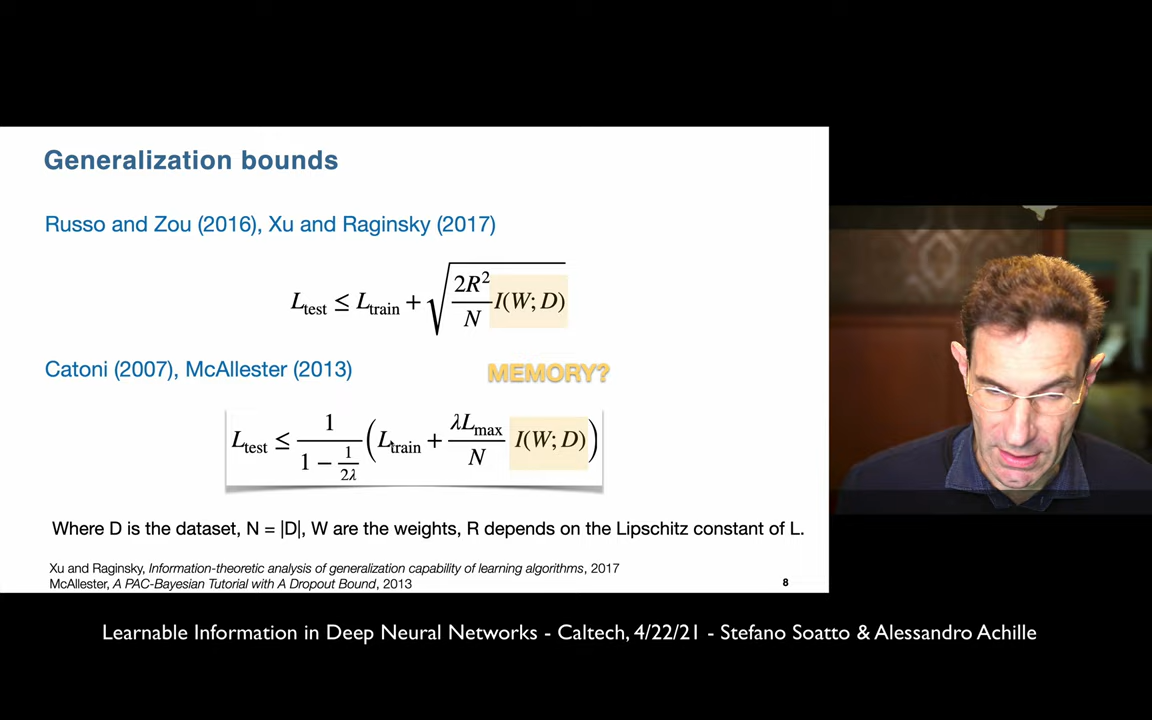 Generalization bounds
Russo and Zou (2016), Xu and Raginsky (2017)
L_test ≤ L_train + √(2R²/N I(W; D))
Catoni (2007), McAllester (2013)
MEMORY?
L_test ≤ 1/(1 − 1/(2λ)) (L_train + λL_max/N I(W; D))
Where D is the dataset, N = |D|, W are the weights, R depends on the Lipschitz constant of L.
Xu and Raginsky, Information-theoretic analysis of generalization capability of learning algorithms, 2017
McAllester, A PAC-Bayesian Tutorial with A Dropout Bound, 2013
8
Learnable Information in Deep Neural Networks - Caltech, 4/22/21 - Stefano Soatto & Alessandro Achille